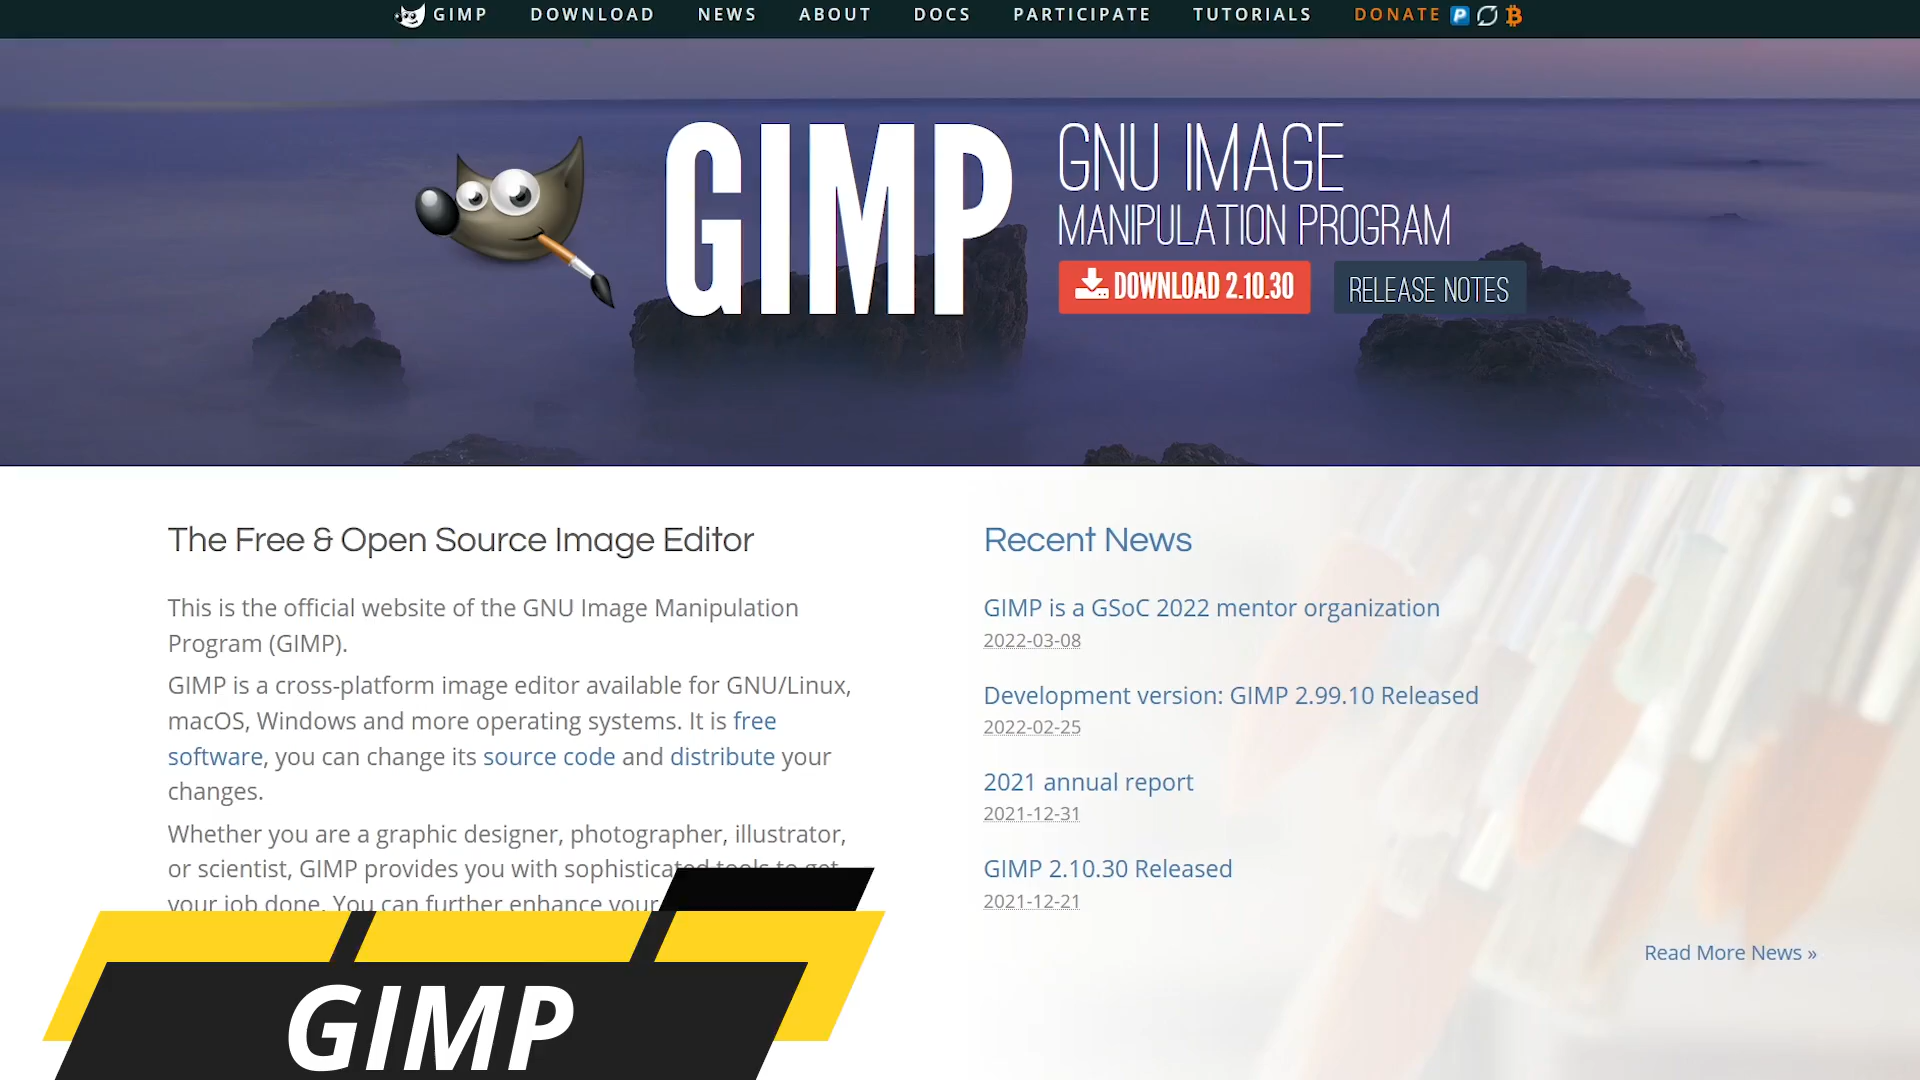 GIMP DOWNLOAD NEWS ABOUT DOCS PARTICIPATE TUTORIALS DONATE
GIMP
GNU IMAGE
MANIPULATION PROGRAM
DOWNLOAD 2.10.30
RELEASE NOTES
The Free & Open Source Image Editor
This is the official website of the GNU Image Manipulation
Program (GIMP).
GIMP is a cross-platform image editor available for GNU/Linux,
macOS, Windows and more operating systems. It is free
software, you can change its source code and distribute your
changes.
Whether you are a graphic designer, photographer, illustrator,
or scientist, GIMP provides you with sophisticated tools to get
your job done. You can further enhance your
Recent News
GIMP is a GSoC 2022 mentor organization
2022-03-08
Development version: GIMP 2.99.10 Released
2022-02-25
2021 annual report
2021-12-31
GIMP 2.10.30 Released
2021-12-21
Read More News »
GIMP